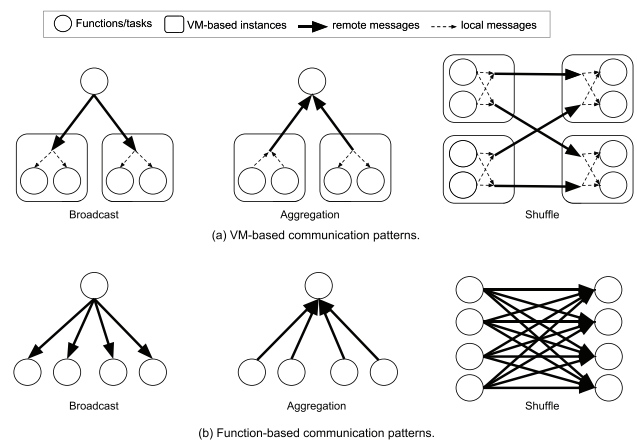 Functions/tasks VM-based instances remote messages local messages
Broadcast Aggregation Shuffle
(a) VM-based communication patterns.
Broadcast Aggregation Shuffle
(b) Function-based communication patterns.